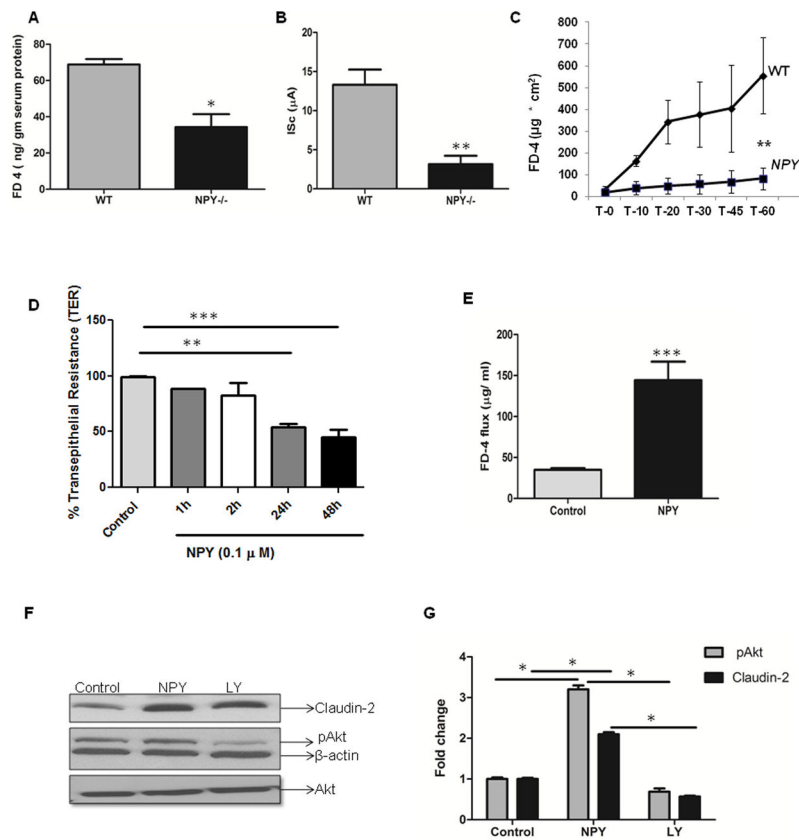 A
FD 4 ( ng/ gm serum protein)
80
60
40
20
0
*
WT
NPY-/-
B
ISc (µA)
20
15
10
5
0
**
WT
NPY-/-
C
FD-4 (µg * cm²)
800
700
600
500
400
300
200
100
0
WT
**
NPY
T-0 T-10 T-20 T-30 T-45 T-60
D
% Transepithelial Resistance (TER)
150
100
50
0
***
**
Control 1h 2h 24h 48h
NPY (0.1 µ M)
E
FD-4 flux (µg/ ml)
200
150
100
50
0
***
Control
NPY
F
Control NPY LY
Claudin-2
pAkt
β-actin
Akt
G
pAkt
Claudin-2
Fold change
4
3
2
1
0
* * *
*
Control NPY LY